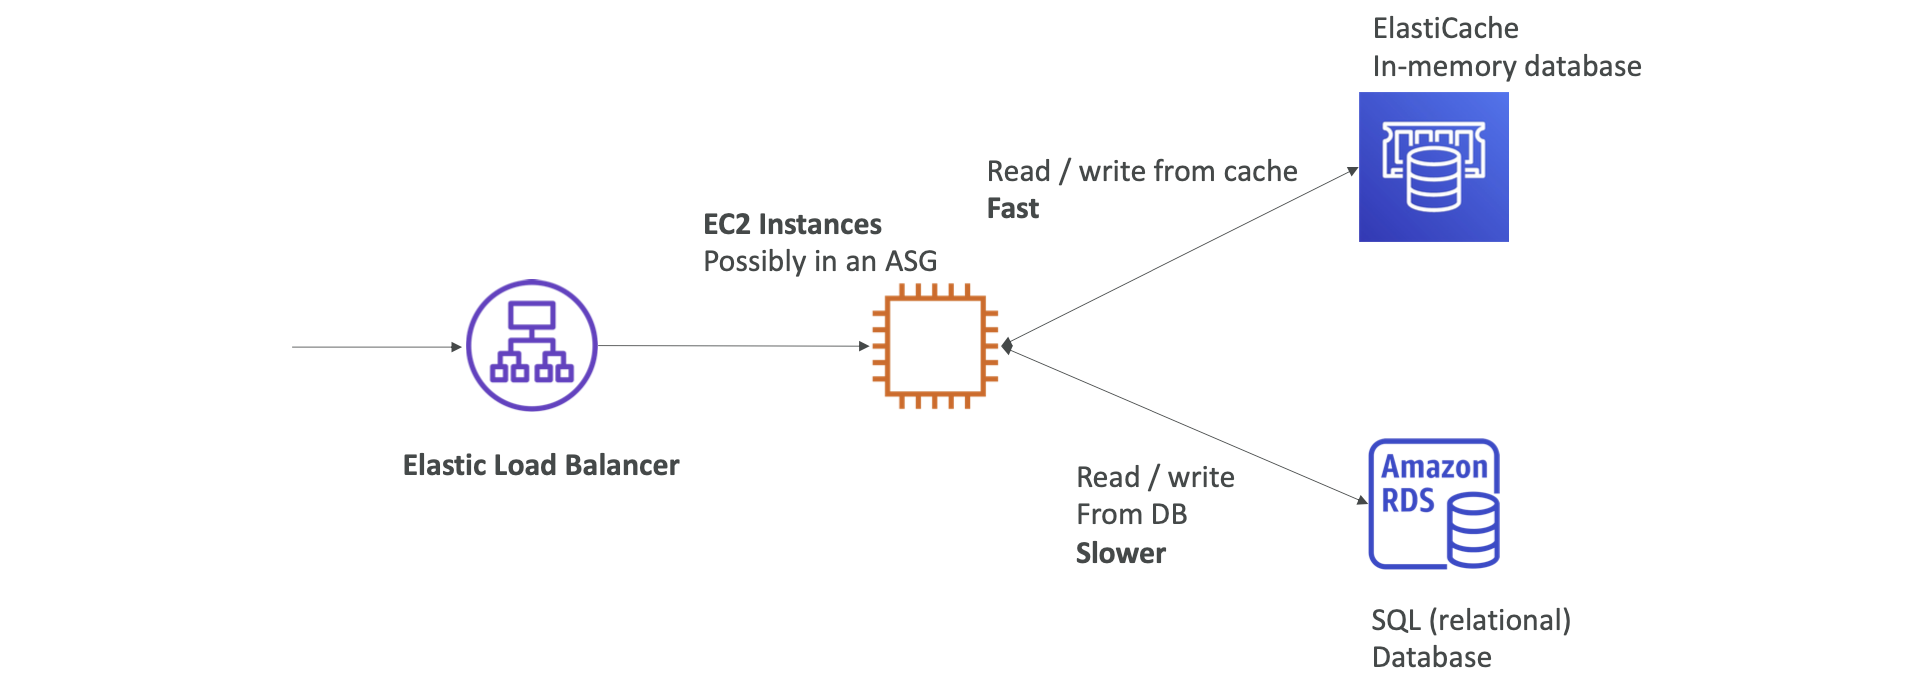 ElastiCache
In-memory database
Read / write from cache
Fast
EC2 Instances
Possibly in an ASG
Elastic Load Balancer
Read / write
From DB
Slower
Amazon
RDS
SQL (relational)
Database